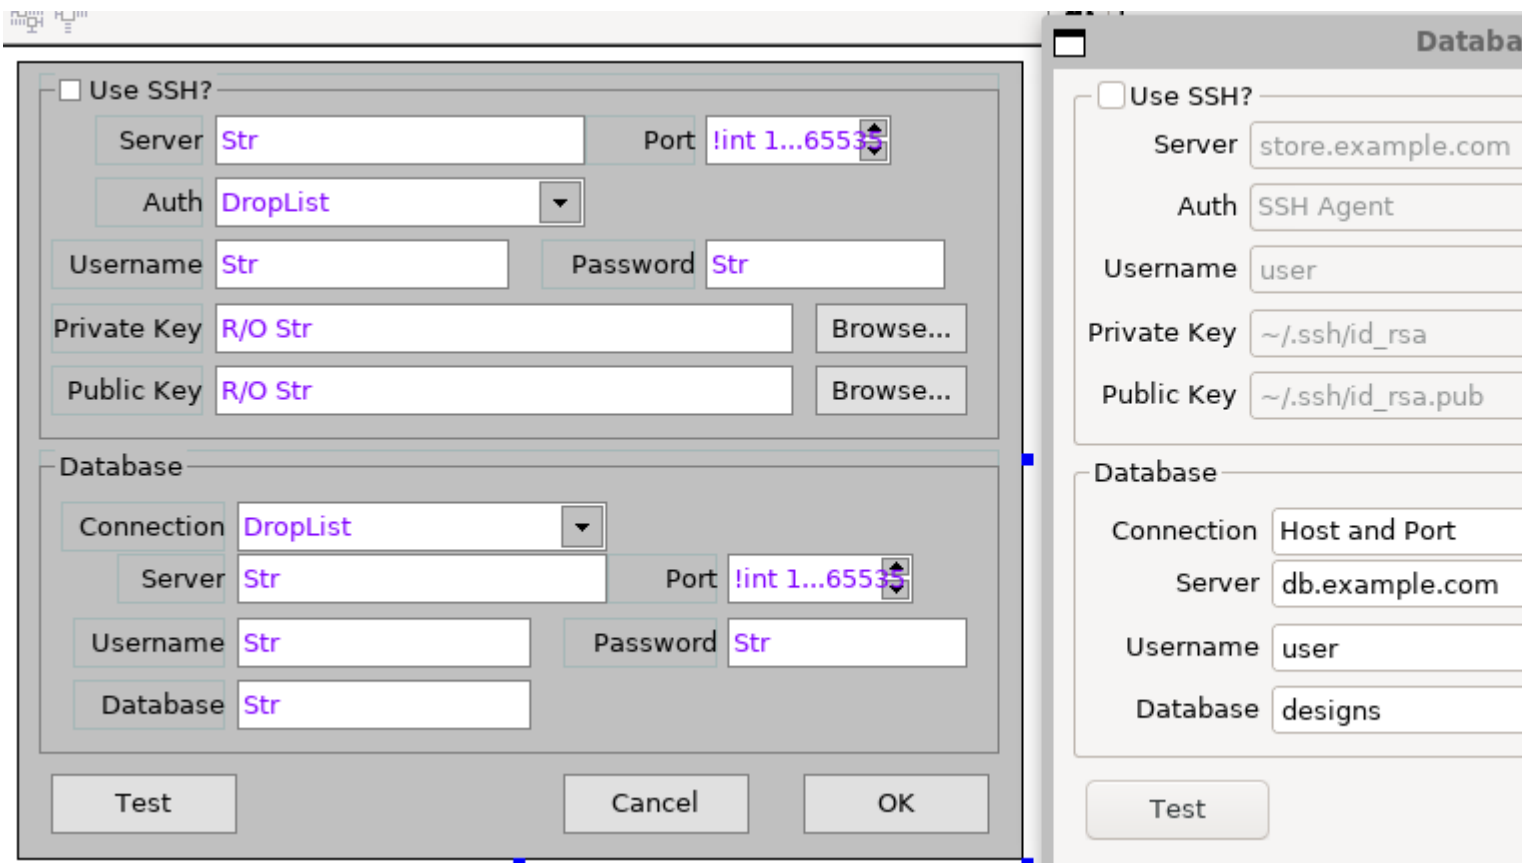 Use SSH?
Server Str Port !int 1...65535
Auth DropList
Username Str Password Str
Private Key R/O Str Browse...
Public Key R/O Str Browse...
Database
Connection DropList
Server Str Port !int 1...65535
Username Str Password Str
Database Str
Test Cancel OK
Databa
Use SSH?
Server store.example.com
Auth SSH Agent
Username user
Private Key ~/.ssh/id_rsa
Public Key ~/.ssh/id_rsa.pub
Database
Connection Host and Port
Server db.example.com
Username user
Database designs
Test